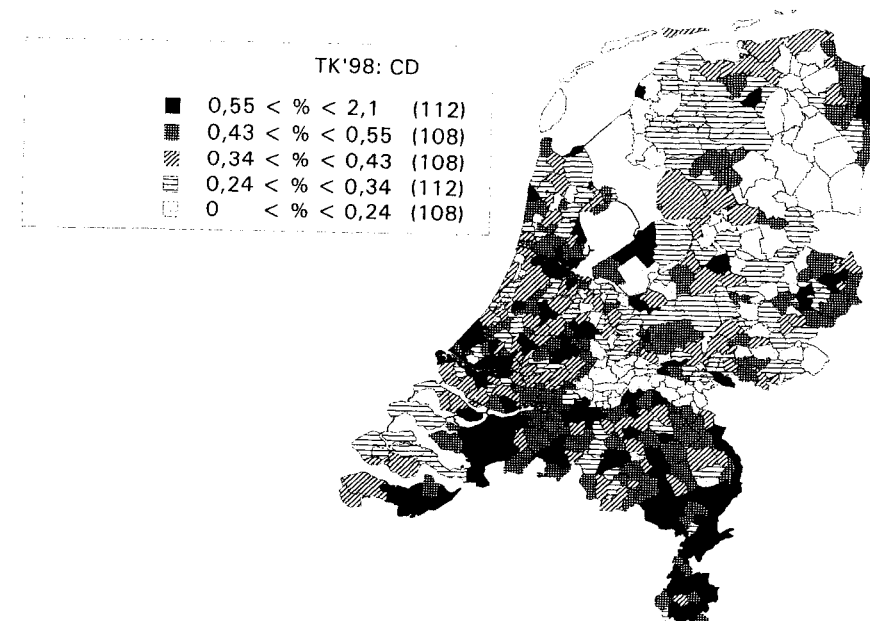 TK'98: CD
0,55 < % < 2,1 (112)
0,43 < % < 0,55 (108)
0,34 < % < 0,43 (108)
0,24 < % < 0,34 (112)
0 < % < 0,24 (108)